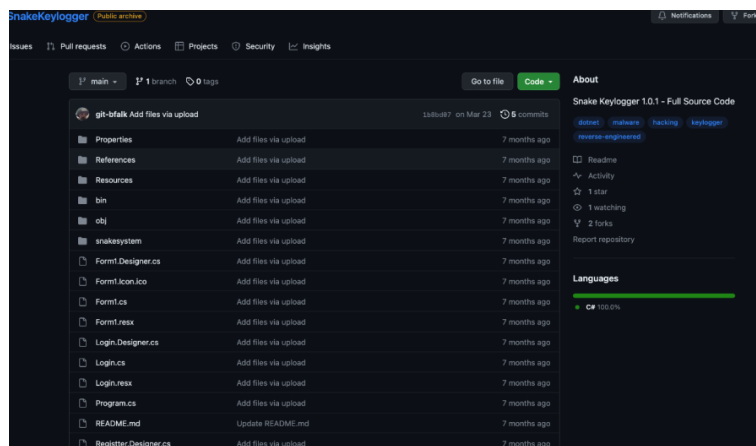 SnakeKeylogger Public archive Notifications Fork
Issues Pull requests Actions Projects Security Insights
main 1 branch 0 tags Go to file Code
git-bfalk Add files via upload on Mar 23 5 commits
Properties Add files via upload 7 months ago
References Add files via upload 7 months ago
Resources Add files via upload 7 months ago
bin Add files via upload 7 months ago
obj Add files via upload 7 months ago
snakesystem Add files via upload 7 months ago
Form1.Designer.cs Add files via upload 7 months ago
Form1.Icon.ico Add files via upload 7 months ago
Form1.cs Add files via upload 7 months ago
Form1.resx Add files via upload 7 months ago
Login.Designer.cs Add files via upload 7 months ago
Login.cs Add files via upload 7 months ago
Login.resx Add files via upload 7 months ago
Program.cs Add files via upload 7 months ago
README.md Update README.md 7 months ago
Registter.Designer.cs Add files via upload 7 months ago
About
Snake Keylogger 1.0.1 - Full Source Code
dotnet malware hacking keylogger
reverse-engineered
Readme
Activity
1 star
1 watching
2 forks
Report repository
Languages
C# 100.0%